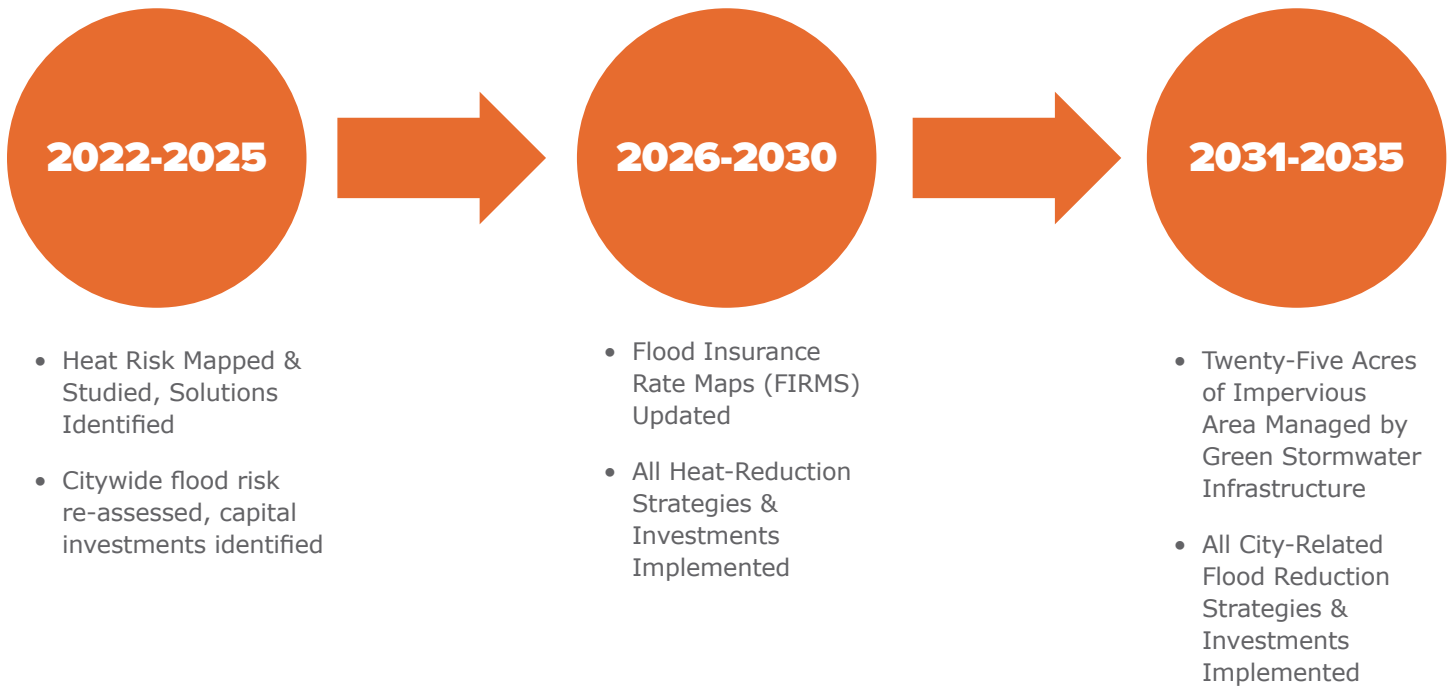 2022-2025
2026-2030
2031-2035
• Heat Risk Mapped &
Studied, Solutions
Identified
• Citywide flood risk
re-assessed, capital
investments identified
• Flood Insurance
Rate Maps (FIRMS)
Updated
• All Heat-Reduction
Strategies &
Investments
Implemented
• Twenty-Five Acres
of Impervious
Area Managed by
Green Stormwater
Infrastructure
• All City-Related
Flood Reduction
Strategies &
Investments
Implemented